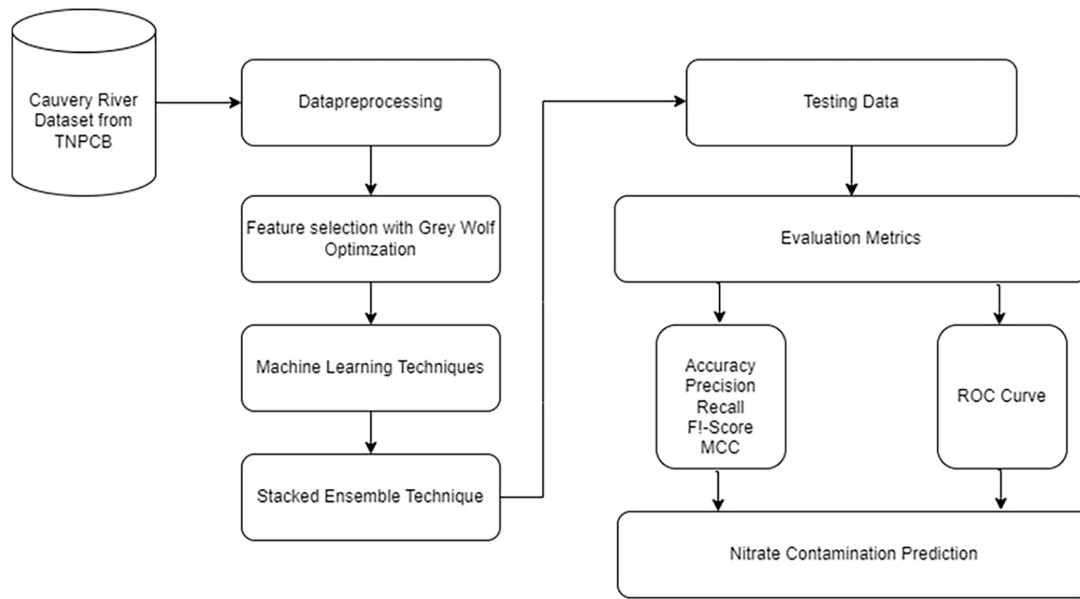 Cauvery River
Dataset from
TNPCB
Datapreprocessing
Feature selection with Grey Wolf
Optimzation
Machine Learning Techniques
Stacked Ensemble Technique
Testing Data
Evaluation Metrics
Accuracy
Precision
Recall
F!-Score
MCC
ROC Curve
Nitrate Contamination Prediction